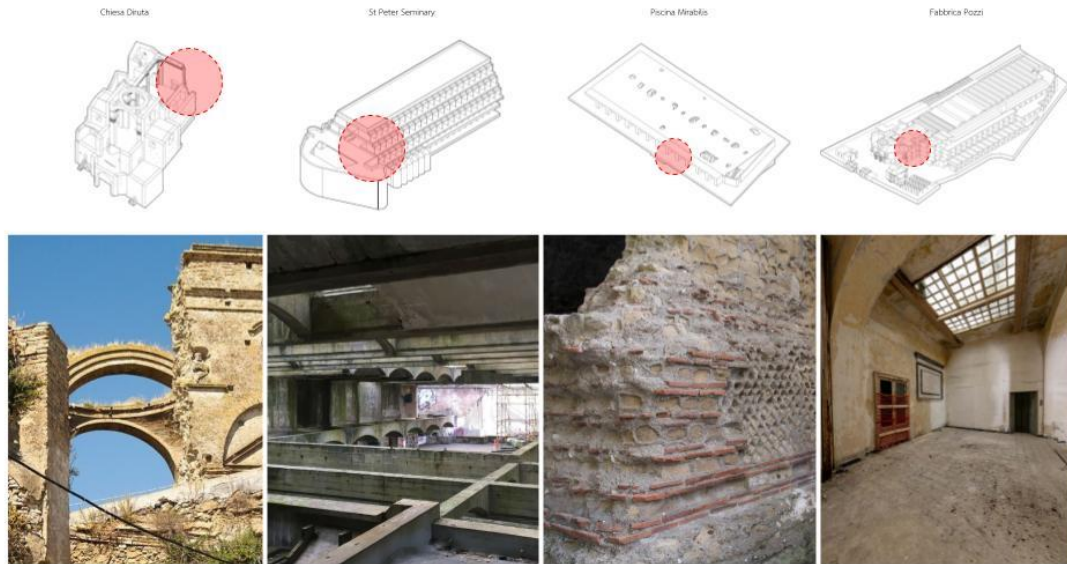 Chiesa Diruta
St Peter Seminary
Piscina Mirabilis
Fabbrica Pozzi